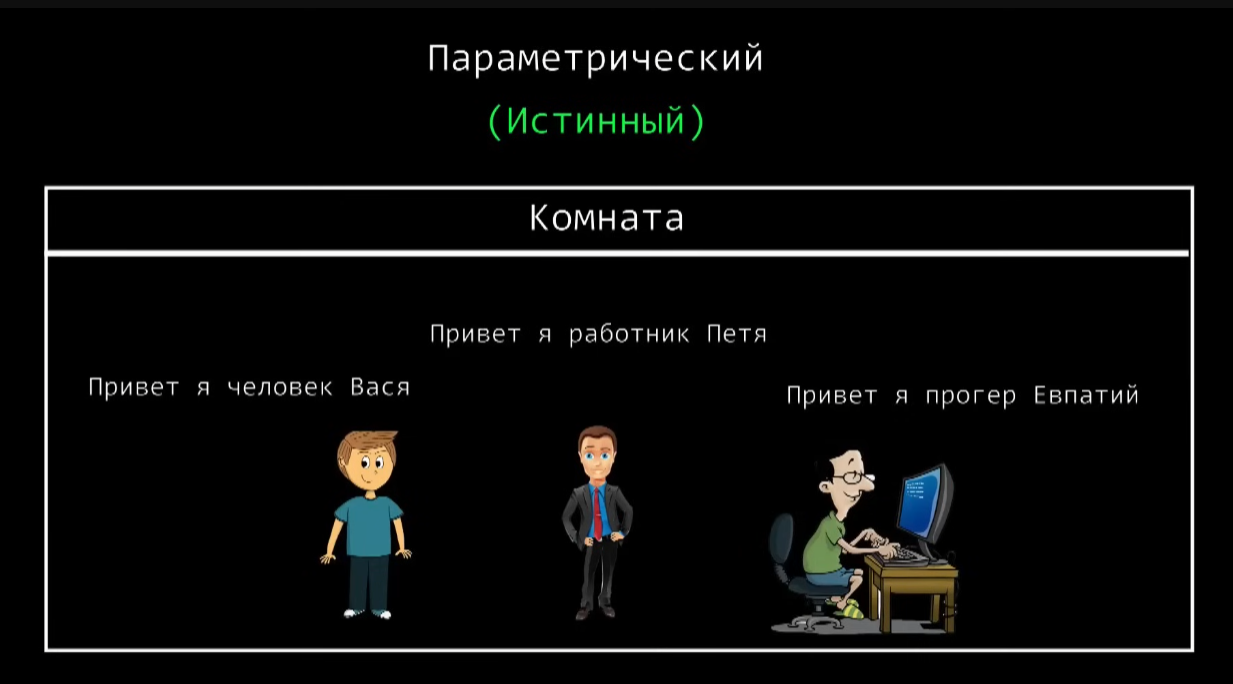 Параметрический
(Истинный)
Комната
Привет я работник Петя
Привет я человек Вася
Привет я прогер Евпатий